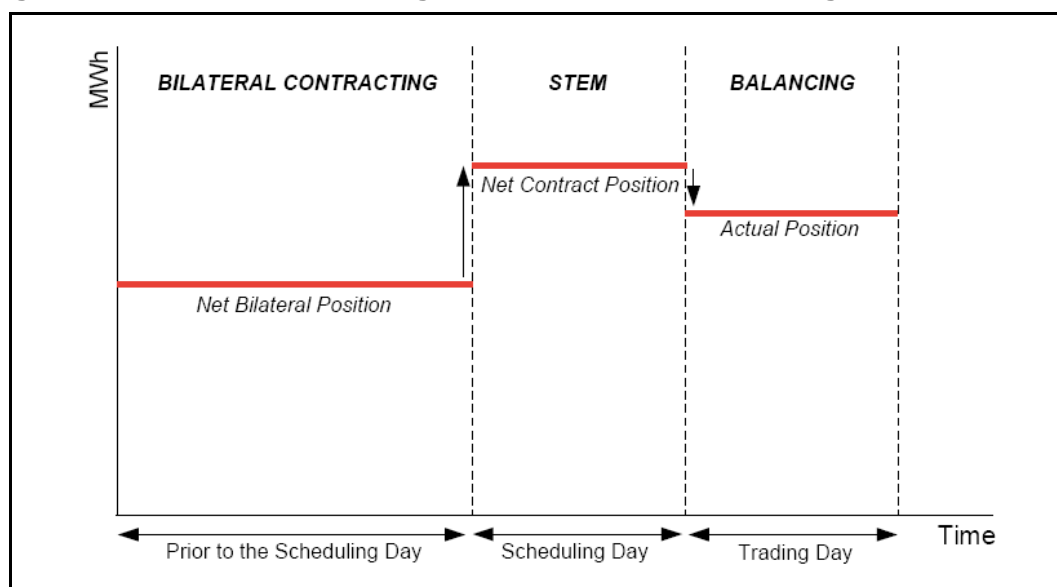 MWh
BILATERAL CONTRACTING
STEM
BALANCING
Net Contract Position
Actual Position
Net Bilateral Position
Prior to the Scheduling Day
Scheduling Day
Trading Day
Time